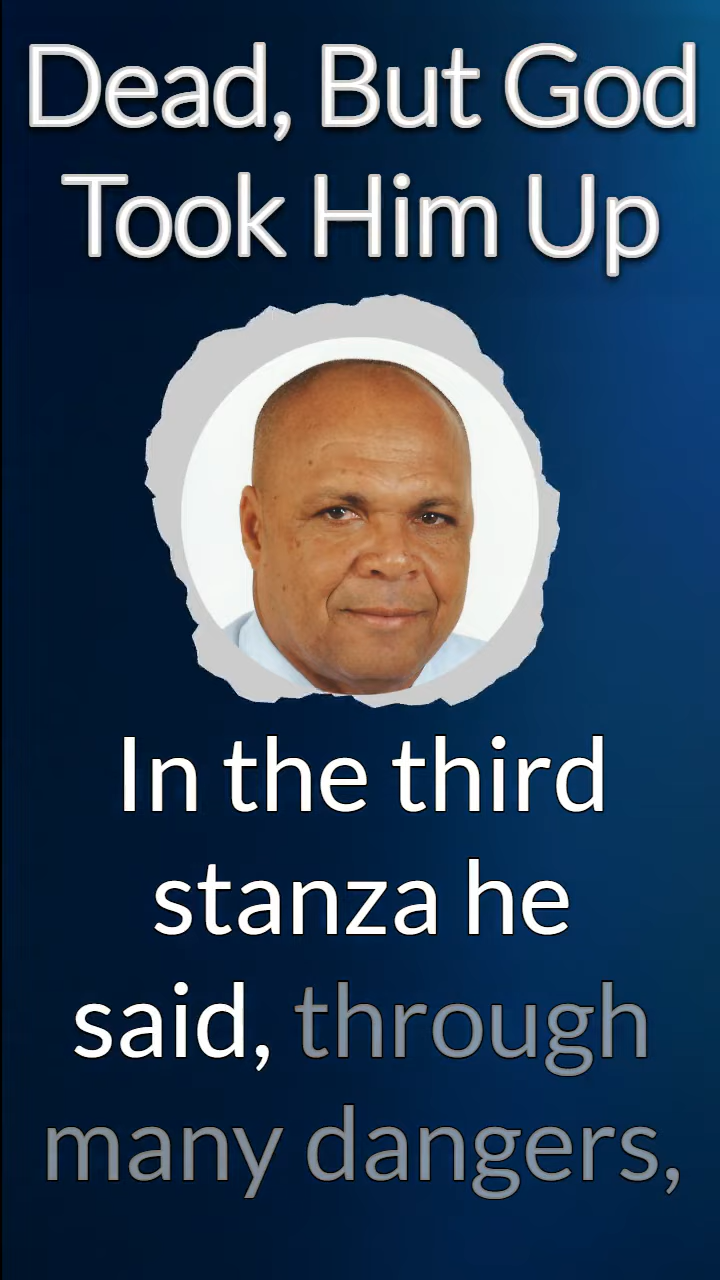 Dead, But God
Took Him Up
In the third
stanza he
said, through
many dangers,